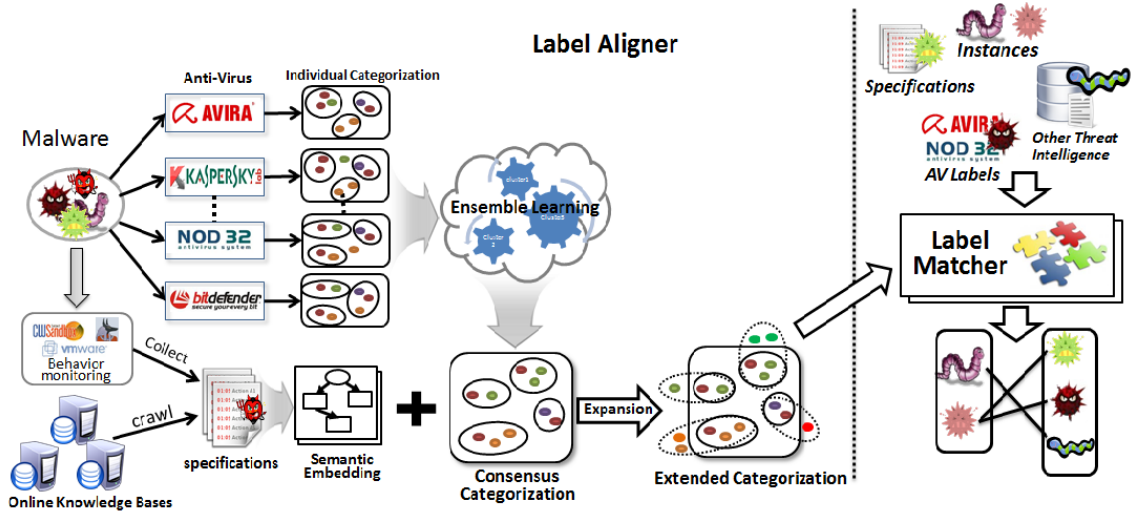 Label Aligner
Malware
Anti-Virus
Individual Categorization
AVIRA
KASPERSKY lab
NOD 32
antivirus system
bitdefender
secure your every bit
cluster1
Ensemble Learning
Cluster3
Cluster
2
CWSandbox
vmware
Behavior
monitoring
Collect
crawl
Online Knowledge Bases
specifications
Semantic
Embedding
Consensus
Categorization
Expansion
Extended Categorization
Instances
Specifications
AVIRA
NOD 32
antivirus system
AV Labels
Other Threat
Intelligence
Label
Matcher